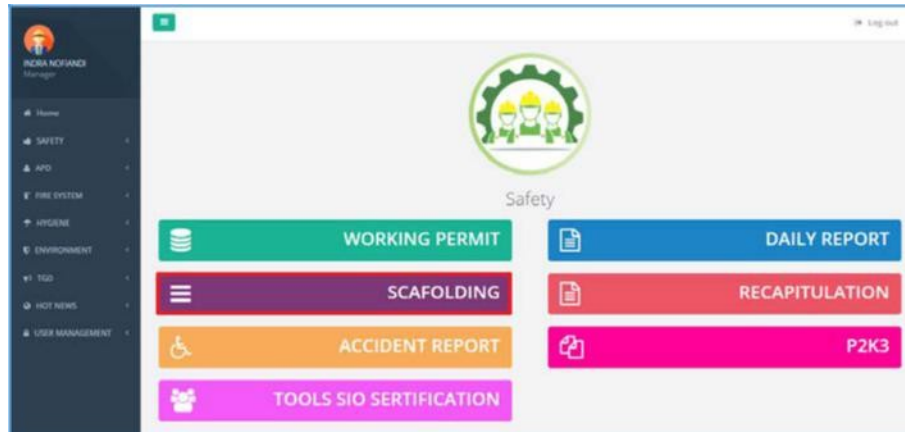 Log out
INDRA NOFIANDI
Manager
Home
SAFETY
APD
FIRE SYSTEM
HYGIENE
ENVIRONMENT
TGD
HOT NEWS
USER MANAGEMENT
Safety
WORKING PERMIT
DAILY REPORT
SCAFOLDING
RECAPITULATION
ACCIDENT REPORT
P2K3
TOOLS SIO SERTIFICATION